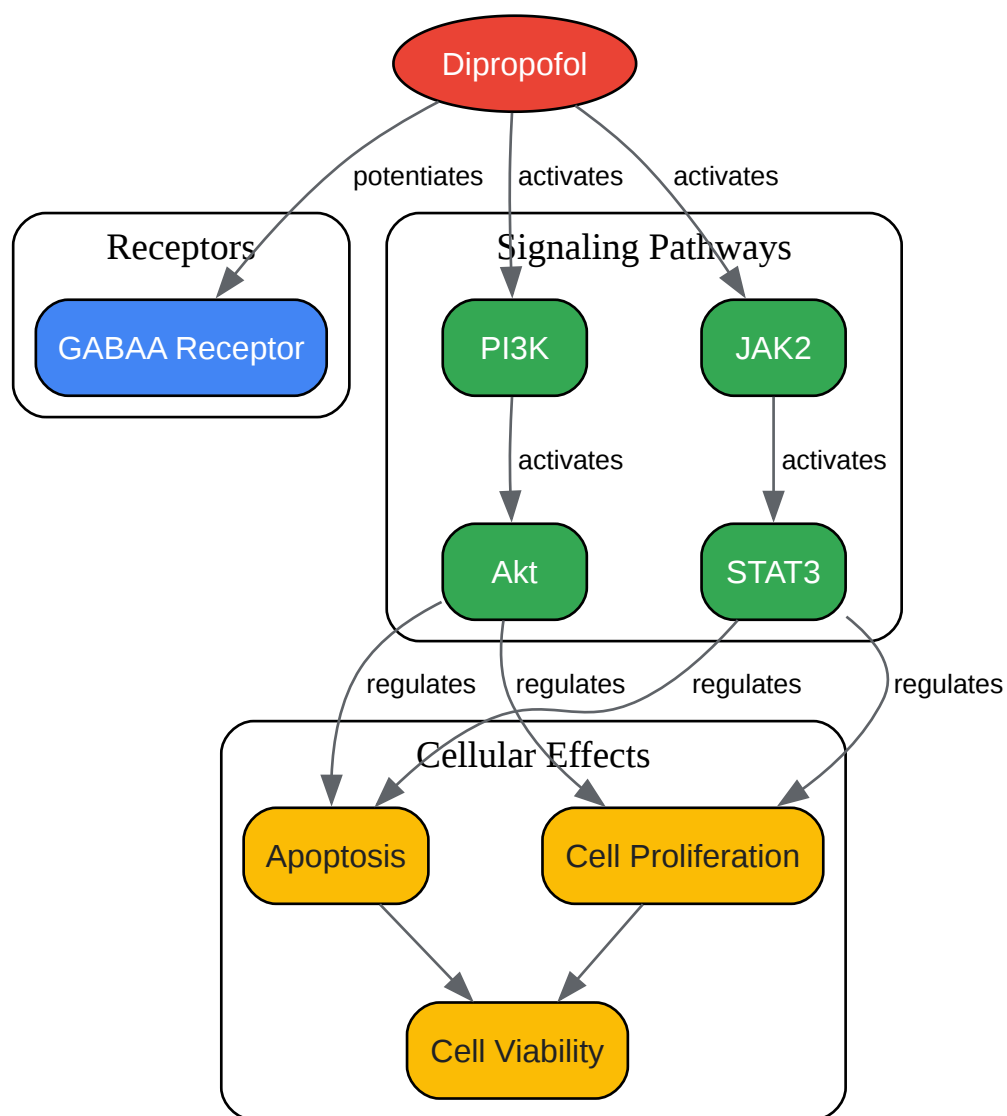 Dipropofol
potentiates
activates
activates
Receptors
Signaling Pathways
GABAA Receptor
PI3K
JAK2
activates
activates
Akt
STAT3
regulates
regulates
regulates
regulates
Cellular Effects
Apoptosis
Cell Proliferation
Cell Viability